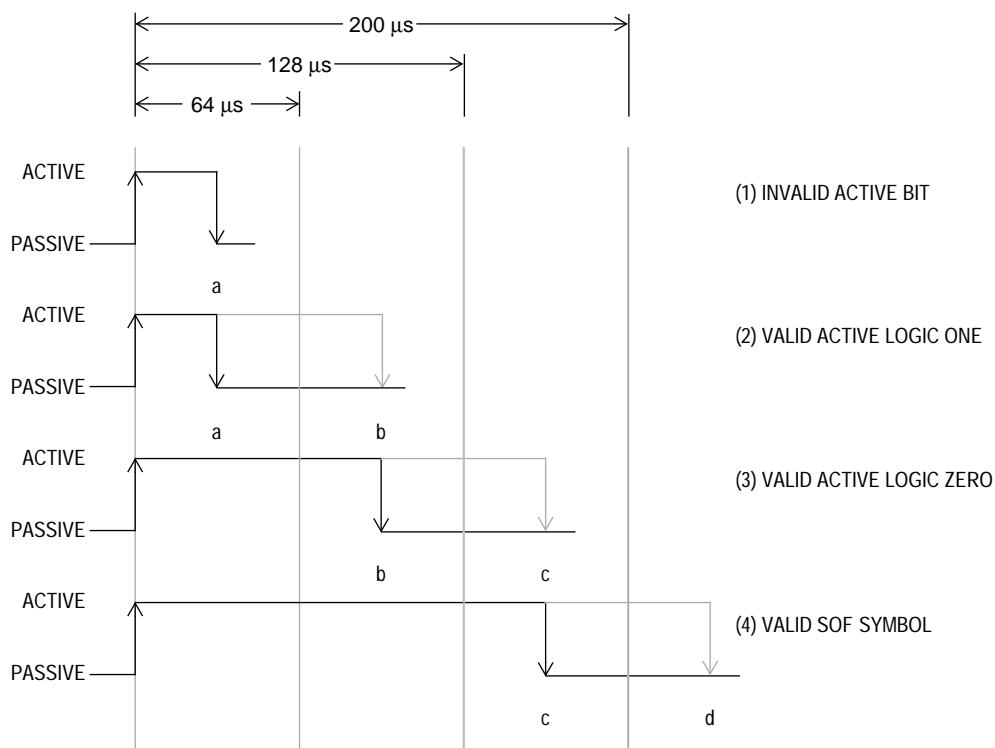 200 µs
128 µs
64 µs
ACTIVE
(1) INVALID ACTIVE BIT
PASSIVE
a
ACTIVE
(2) VALID ACTIVE LOGIC ONE
PASSIVE
a b
ACTIVE
(3) VALID ACTIVE LOGIC ZERO
PASSIVE
b c
ACTIVE
(4) VALID SOF SYMBOL
PASSIVE
c d